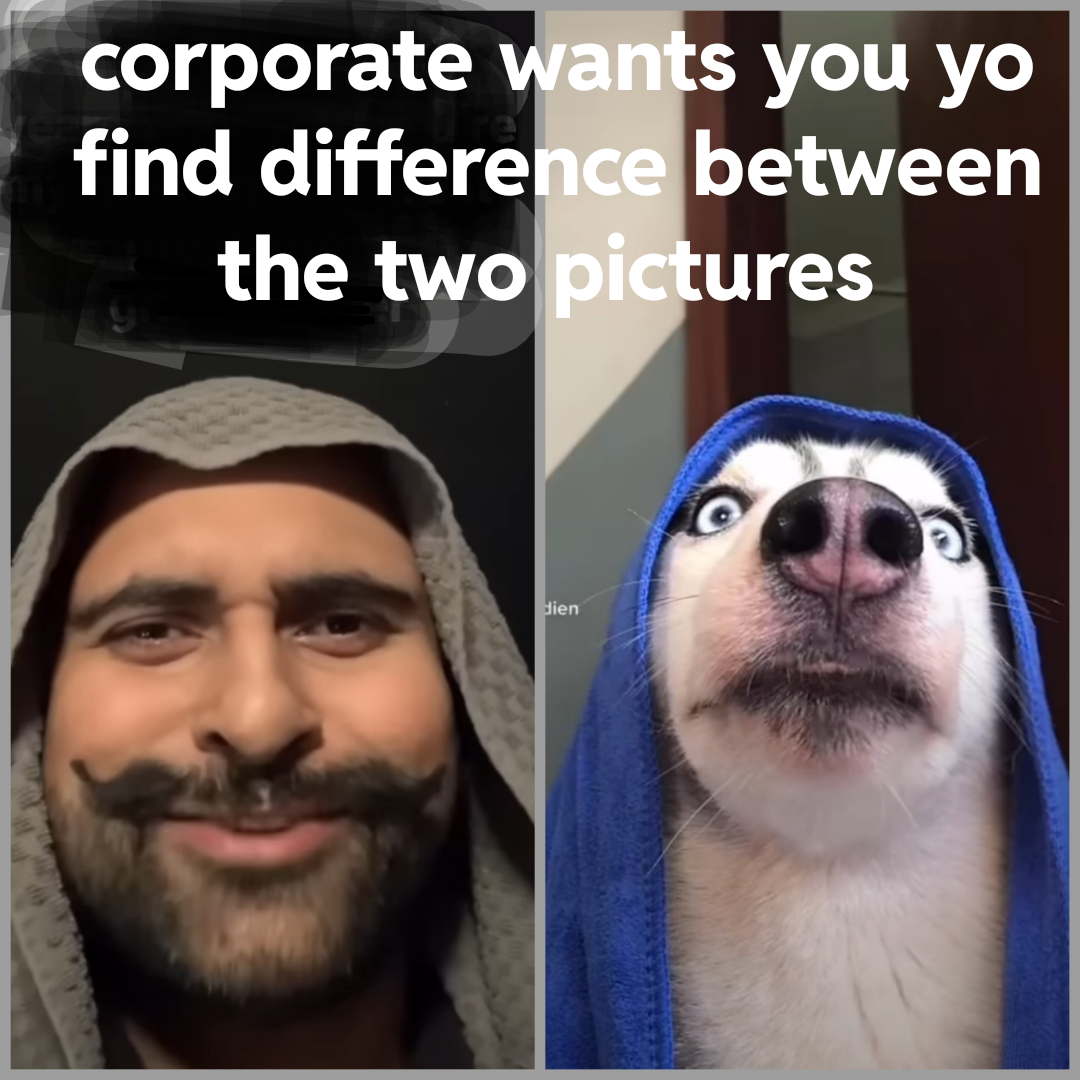 corporate wants you yo
find difference between
the two pictures
dien